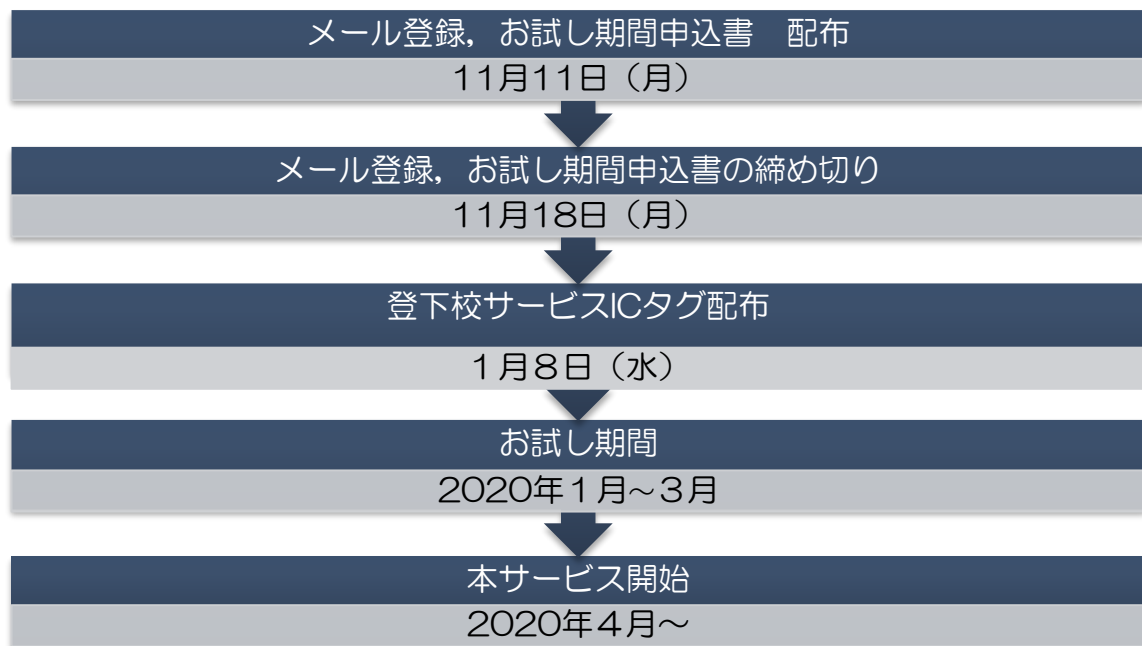 メール登録，お試し期間申込書　配布
11月11日（月）
メール登録，お試し期間申込書の締め切り
11月18日（月）
登下校サービスICタグ配布
１月８日（水）
お試し期間
2020年１月～３月
本サービス開始
2020年４月～